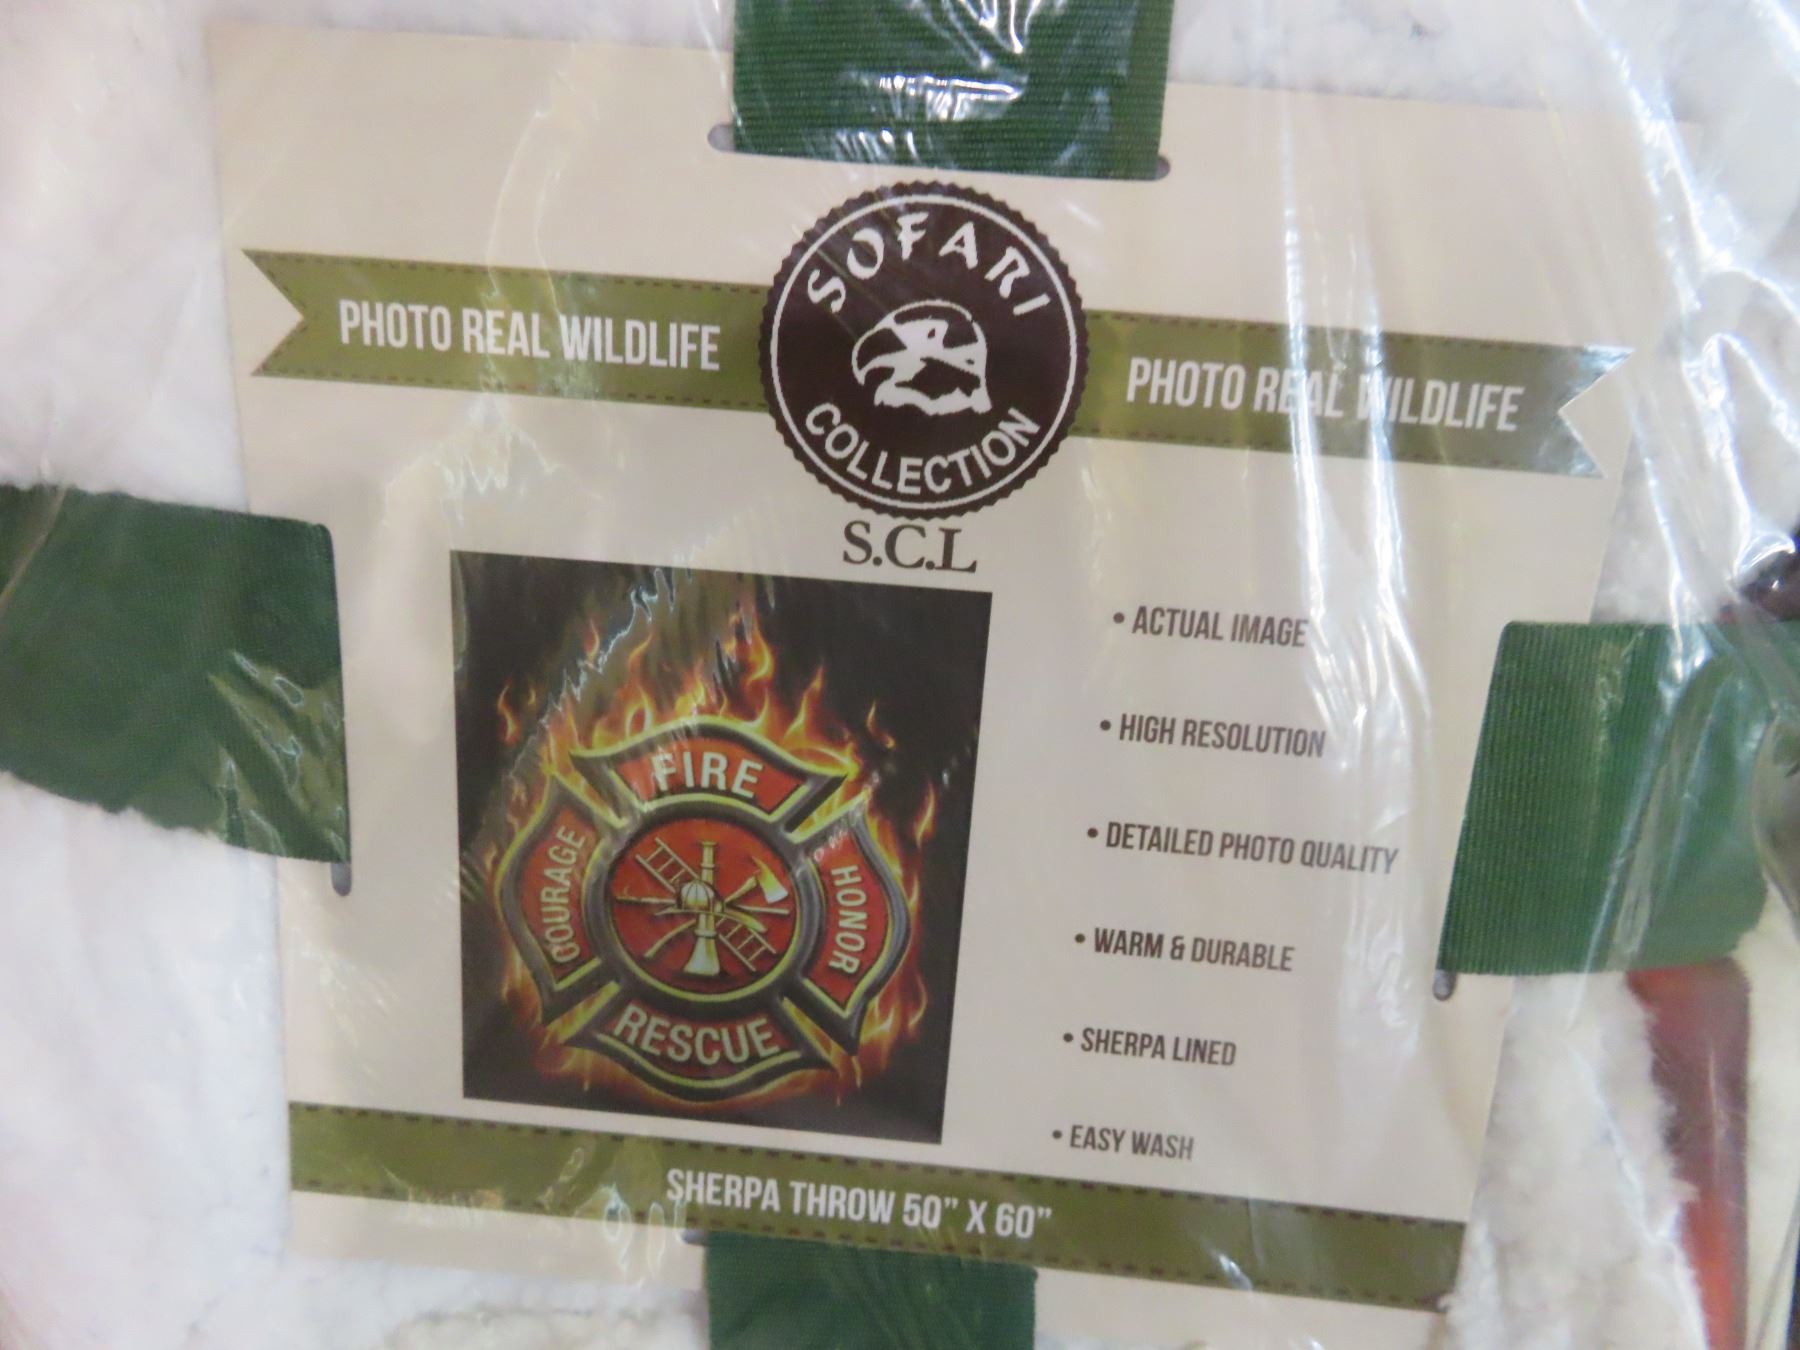 SOFARI
COLLECTION
PHOTO REAL WILDLIFE
PHOTO REAL WILDLIFE
S.C.L
FIRE
COURAGE
HONOR
RESCUE
• ACTUAL IMAGE
• HIGH RESOLUTION
• DETAILED PHOTO QUALITY
• WARM & DURABLE
• SHERPA LINED
• EASY WASH
SHERPA THROW 50” X 60”